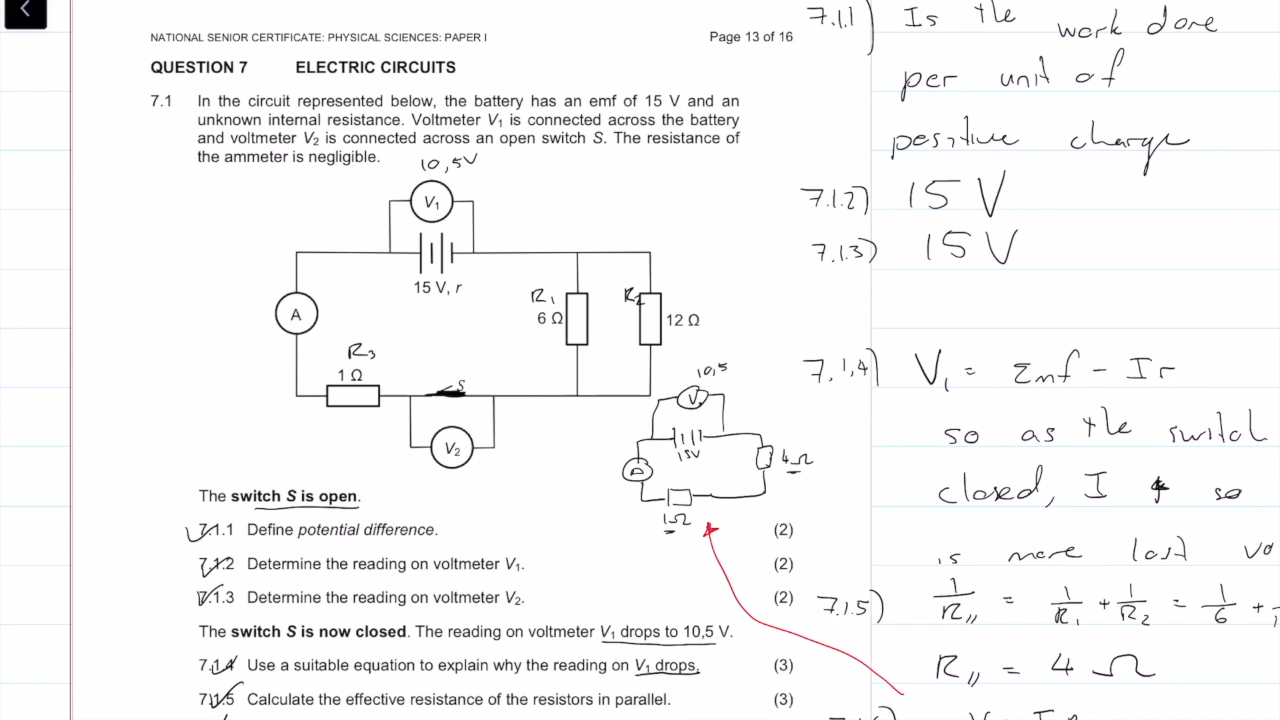 NATIONAL SENIOR CERTIFICATE: PHYSICAL SCIENCES: PAPER I
Page 13 of 16
QUESTION 7 ELECTRIC CIRCUITS
7.1 In the circuit represented below, the battery has an emf of 15 V and an
unknown internal resistance. Voltmeter V1 is connected across the battery
and voltmeter V2 is connected across an open switch S. The resistance of
the ammeter is negligible.
10,5V
V1
15 V, r
R1
6 Ω
R2
12 Ω
A
R3
1 Ω
S
V2
10,5
V
15V
4Ω
A
1Ω
The switch S is open.
7.1.1 Define potential difference. (2)
7.1.2 Determine the reading on voltmeter V1. (2)
7.1.3 Determine the reading on voltmeter V2. (2)
The switch S is now closed. The reading on voltmeter V1 drops to 10,5 V.
7.1.4 Use a suitable equation to explain why the reading on V1 drops. (3)
7.1.5 Calculate the effective resistance of the resistors in parallel. (3)
7.1.1) Is the work done
per unit of
positive charge
7.1.2) 15 V
7.1.3) 15 V
7.1,4) V1 = Emf - Ir
so as the switch
closed, I so
is more lost
7.1.5) 1/R// = 1/R1 + 1/R2 = 1/6 +
R// = 4 Ω